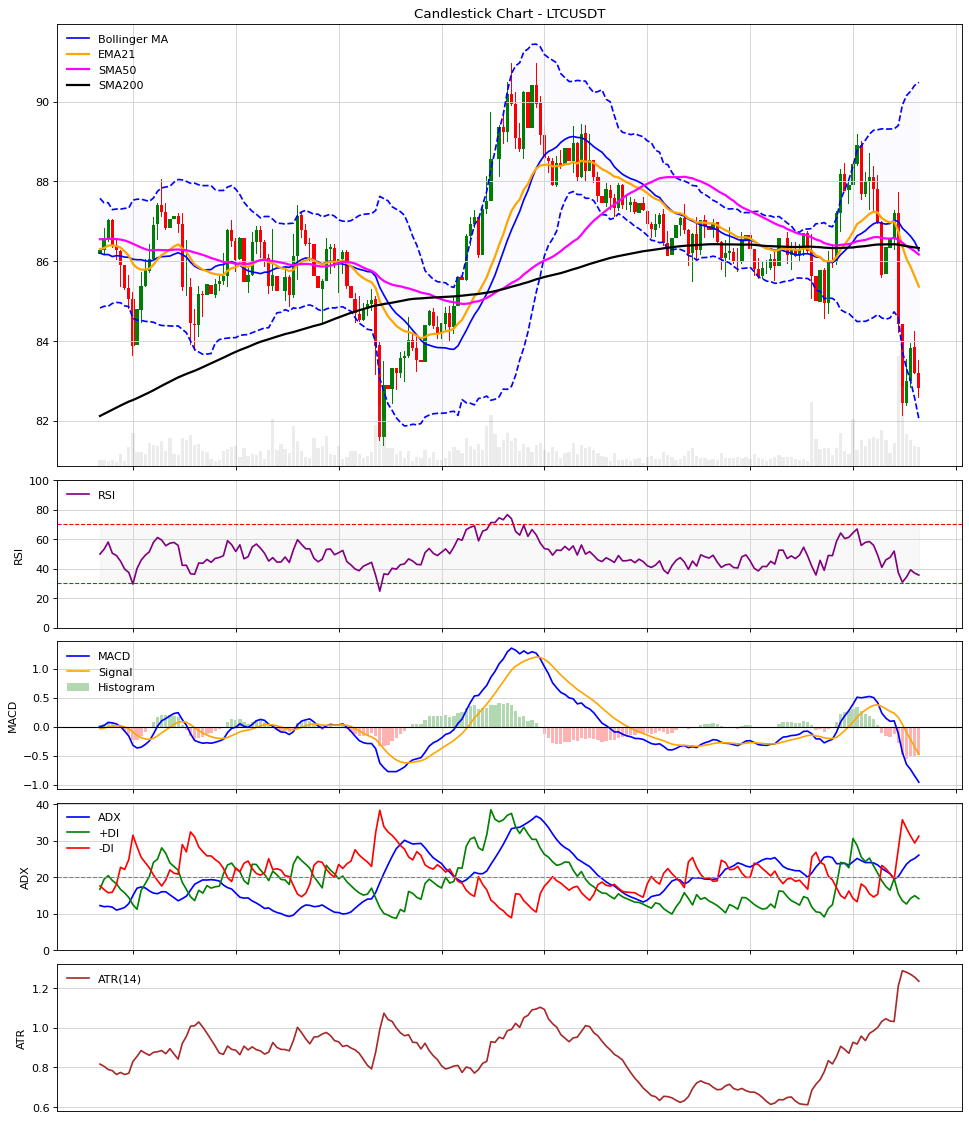 Candlestick Chart - LTCUSDT
Bollinger MA
EMA21
SMA50
SMA200
90
88
86
84
82
RSI
RSI
100
80
60
40
20
0
MACD
Signal
Histogram
MACD
1.0
0.5
0.0
−0.5
−1.0
ADX
+DI
-DI
ADX
40
30
20
10
0
ATR(14)
ATR
1.2
1.0
0.8
0.6